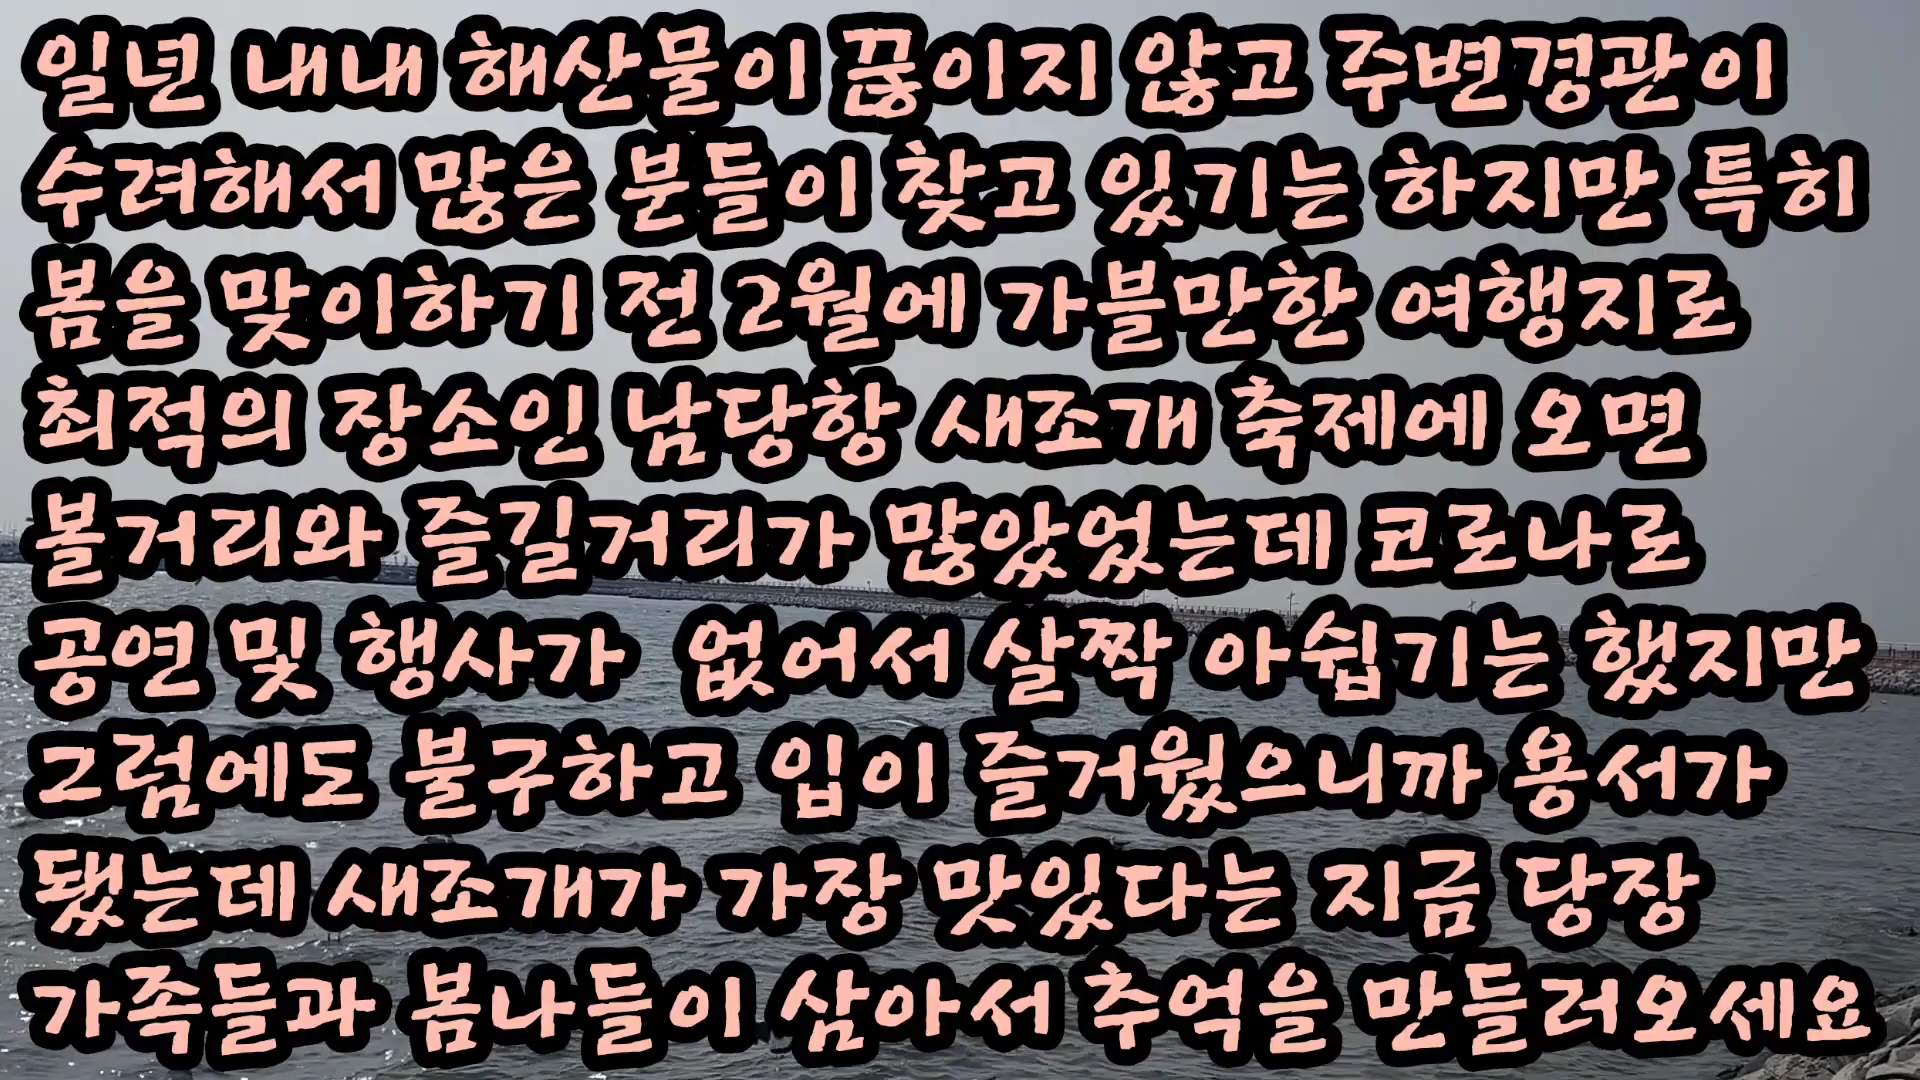 일년 내내 해산물이 끊이지 않고 주변경관이
수려해서 많은 분들이 찾고 있기는 하지만 특히
봄을 맞이하기 전 2월에 가블만한 여행지로
최적의 장소인 남당항 새조개 축제에 오면
볼거리와 즐길거리가 많았었는데 코로나로
공연 및 행사가  없어서 살짝 아쉽기는 했지만
그럼에도 불구하고 입이 즐거웠으니까 용서가
됐는데 새조개가 가장 맛있다는 지금 당장
가족들과 봄나들이 삼아서 추억을 만들러오세요